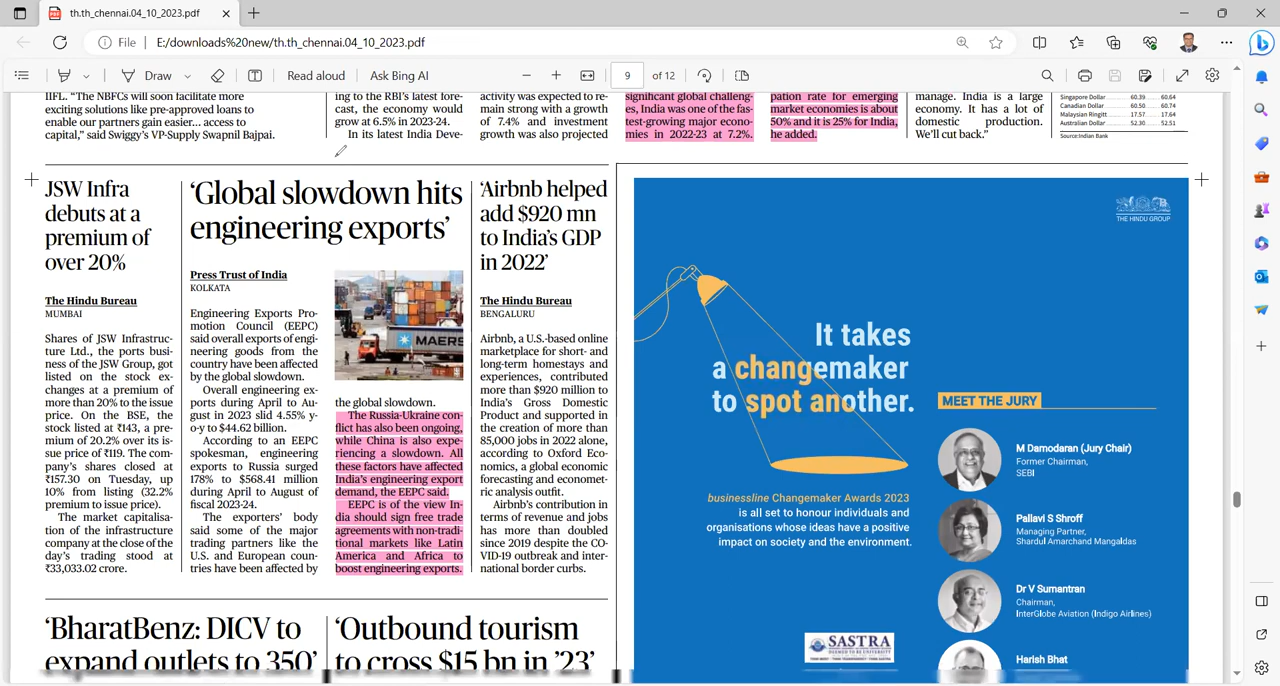 th.th_chennai.04_10_2023.pdf
File
E:/downloads%20new/th.th_chennai.04_10_2023.pdf
Draw
Read aloud
Ask Bing AI
9
of 12
IIFL. “The NBFCs will soon facilitate more
exciting solutions like pre-approved loans to
enable our partners gain easier... access to
capital,” said Swiggy’s VP-Supply Swapnil Bajpai.
ing to the RBI’s latest fore-
cast, the economy would
grow at 6.5% in 2023-24.
In its latest India Deve-
activity was expected to re-
main strong with a growth
of 7.4% and investment
growth was also projected
significant global challeng-
es, India was one of the fas-
test-growing major econo-
mies in 2022-23 at 7.2%.
pation rate for emerging
market economies is about
50% and it is 25% for India,
he added.
manage. India is a large
economy. It has a lot of
domestic production.
We’ll cut back.”
Singapore Dollar 60.39 60.64
Canadian Dollar 60.50 60.74
Malaysian Ringitt 17.57 17.64
Australian Dollar 52.30 52.51
Source:Indian Bank
JSW Infra
debuts at a
premium of
over 20%
The Hindu Bureau
MUMBAI
Shares of JSW Infrastruc-
ture Ltd., the ports busi-
ness of the JSW Group, got
listed on the stock ex-
changes at a premium of
more than 20% to the issue
price. On the BSE, the
stock listed at ₹143, a pre-
mium of 20.2% over its is-
sue price of ₹119. The com-
pany’s shares closed at
₹157.30 on Tuesday, up
10% from listing (32.2%
premium to issue price).
The market capitalisa-
tion of the infrastructure
company at the close of the
day’s trading stood at
₹33,033.02 crore.
‘Global slowdown hits
engineering exports’
Press Trust of India
KOLKATA
Engineering Exports Pro-
motion Council (EEPC)
said overall exports of engi-
neering goods from the
country have been affected
by the global slowdown.
Overall engineering ex-
ports during April to Au-
gust in 2023 slid 4.55% y-
o-y to $44.62 billion.
According to an EEPC
spokesman, engineering
exports to Russia surged
178% to $568.41 million
during April to August of
fiscal 2023-24.
The exporters’ body
said some of the major
trading partners like the
U.S. and European coun-
tries have been affected by
MAERS
the global slowdown.
The Russia-Ukraine con-
flict has also been ongoing,
while China is also expe-
riencing a slowdown. All
these factors have affected
India’s engineering export
demand, the EEPC said.
EEPC is of the view In-
dia should sign free trade
agreements with non-tradi-
tional markets like Latin
America and Africa to
boost engineering exports.
‘Airbnb helped
add $920 mn
to India’s GDP
in 2022’
The Hindu Bureau
BENGALURU
Airbnb, a U.S.-based online
marketplace for short- and
long-term homestays and
experiences, contributed
more than $920 million to
India’s Gross Domestic
Product and supported in
the creation of more than
85,000 jobs in 2022 alone,
according to Oxford Eco-
nomics, a global economic
forecasting and economet-
ric analysis outfit.
Airbnb’s contribution in
terms of revenue and jobs
has more than doubled
since 2019 despite the CO-
VID-19 outbreak and inter-
national border curbs.
THE HINDU GROUP
It takes
a changemaker
to spot another.
businessline Changemaker Awards 2023
is all set to honour individuals and
organisations whose ideas have a positive
impact on society and the environment.
MEET THE JURY
M Damodaran (Jury Chair)
Former Chairman,
SEBI
Pallavi S Shroff
Managing Partner,
Shardul Amarchand Mangaldas
Dr V Sumantran
Chairman,
InterGlobe Aviation (Indigo Airlines)
Harish Bhat
SASTRA
‘BharatBenz: DICV to
expand outlets to 350’
‘Outbound tourism
to cross $15 bn in ’23’